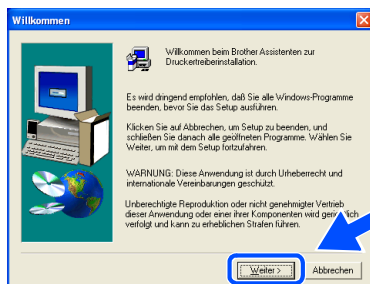 Willkommen
Willkommen beim Brother Assistenten zur
Druckertreiberinstallation.
Es wird dringend empfohlen, daß Sie alle Windows-Programme
beenden, bevor Sie das Setup ausführen.
Klicken Sie auf Abbrechen, um Setup zu beenden, und
schließen Sie danach alle geöffneten Programme. Wählen Sie
Weiter, um mit dem Setup fortzufahren.
WARNUNG: Diese Anwendung ist durch Urheberrecht und
internationale Vereinbarungen geschützt.
Unberechtigte Reproduktion oder nicht genehmigter Vertrieb
dieser Anwendung oder einer ihrer Komponenten wird gerichtlich
verfolgt und kann zu erheblichen Strafen führen.
Weiter >
Abbrechen